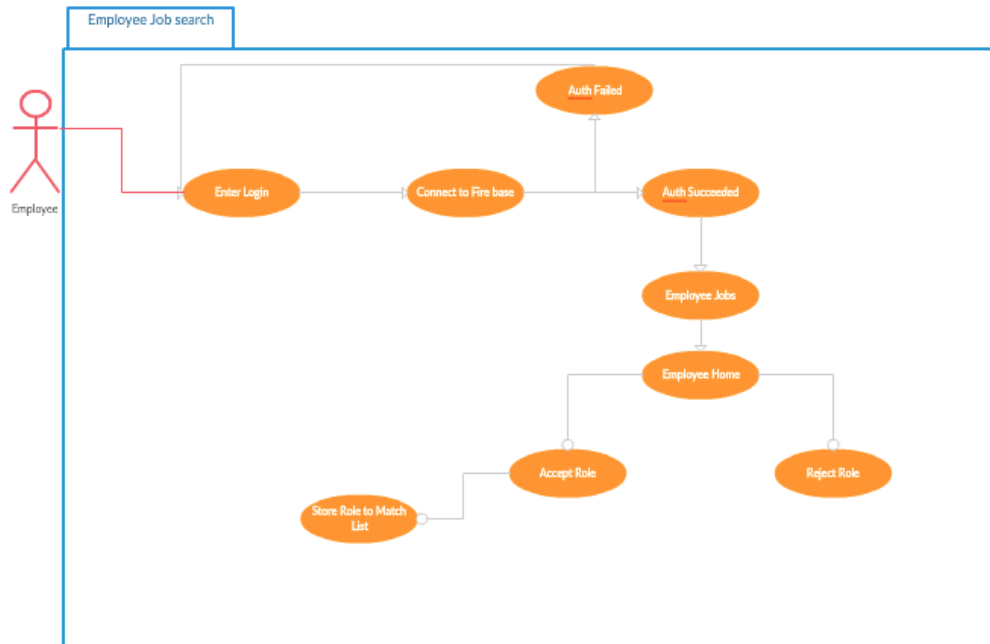 Employee Job search
Auth Failed
Employee
Enter Login
Connect to Fire base
Auth Succeeded
Employee Jobs
Employee Home
Accept Role
Reject Role
Store Role to Match
List